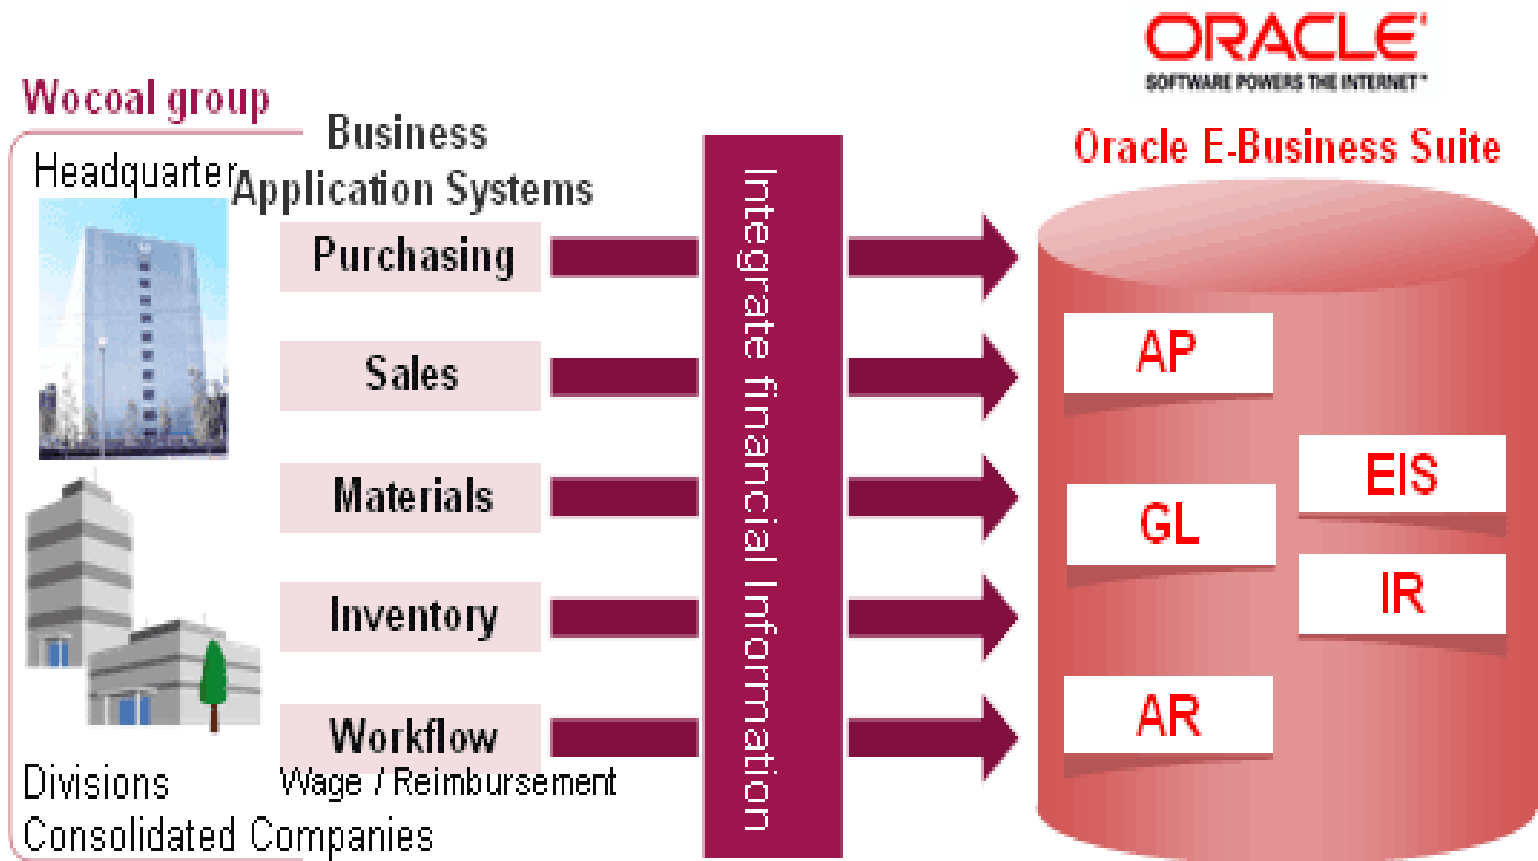 ORACLE
SOFTWARE POWERS THE INTERNET™
Wocoal group
Business
Application Systems
Oracle E-Business Suite
Headquarter
Purchasing
Sales
Materials
Inventory
Workflow
Wage / Reimbursement
Divisions
Consolidated Companies
Integrate financial Information
AP
EIS
GL
IR
AR